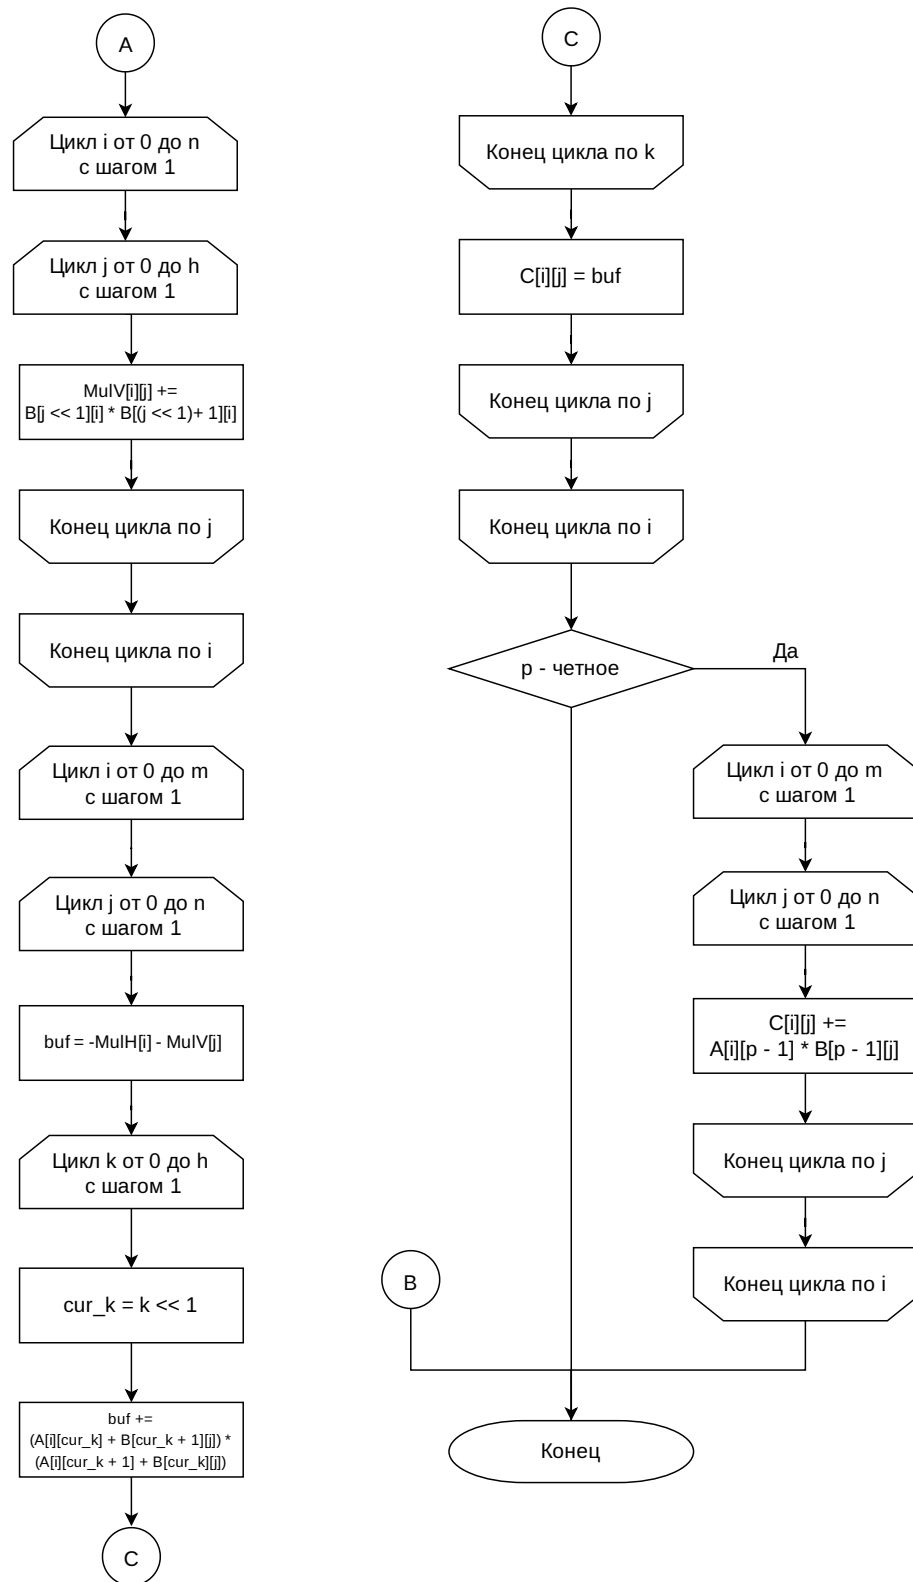 A
Цикл i от 0 до n
с шагом 1
Цикл j от 0 до h
с шагом 1
MulV[i][j] +=
B[j << 1][i] * B[(j << 1)+ 1][i]
Конец цикла по j
Конец цикла по i
Цикл i от 0 до m
с шагом 1
Цикл j от 0 до n
с шагом 1
buf = -MulH[i] - MulV[j]
Цикл k от 0 до h
с шагом 1
cur_k = k << 1
buf +=
(A[i][cur_k] + B[cur_k + 1][j]) *
(A[i][cur_k + 1] + B[cur_k][j])
C
C
Конец цикла по k
C[i][j] = buf
Конец цикла по j
Конец цикла по i
p - четное
Да
Цикл i от 0 до m
с шагом 1
Цикл j от 0 до n
с шагом 1
C[i][j] +=
A[i][p - 1] * B[p - 1][j]
Конец цикла по j
Конец цикла по i
B
Конец